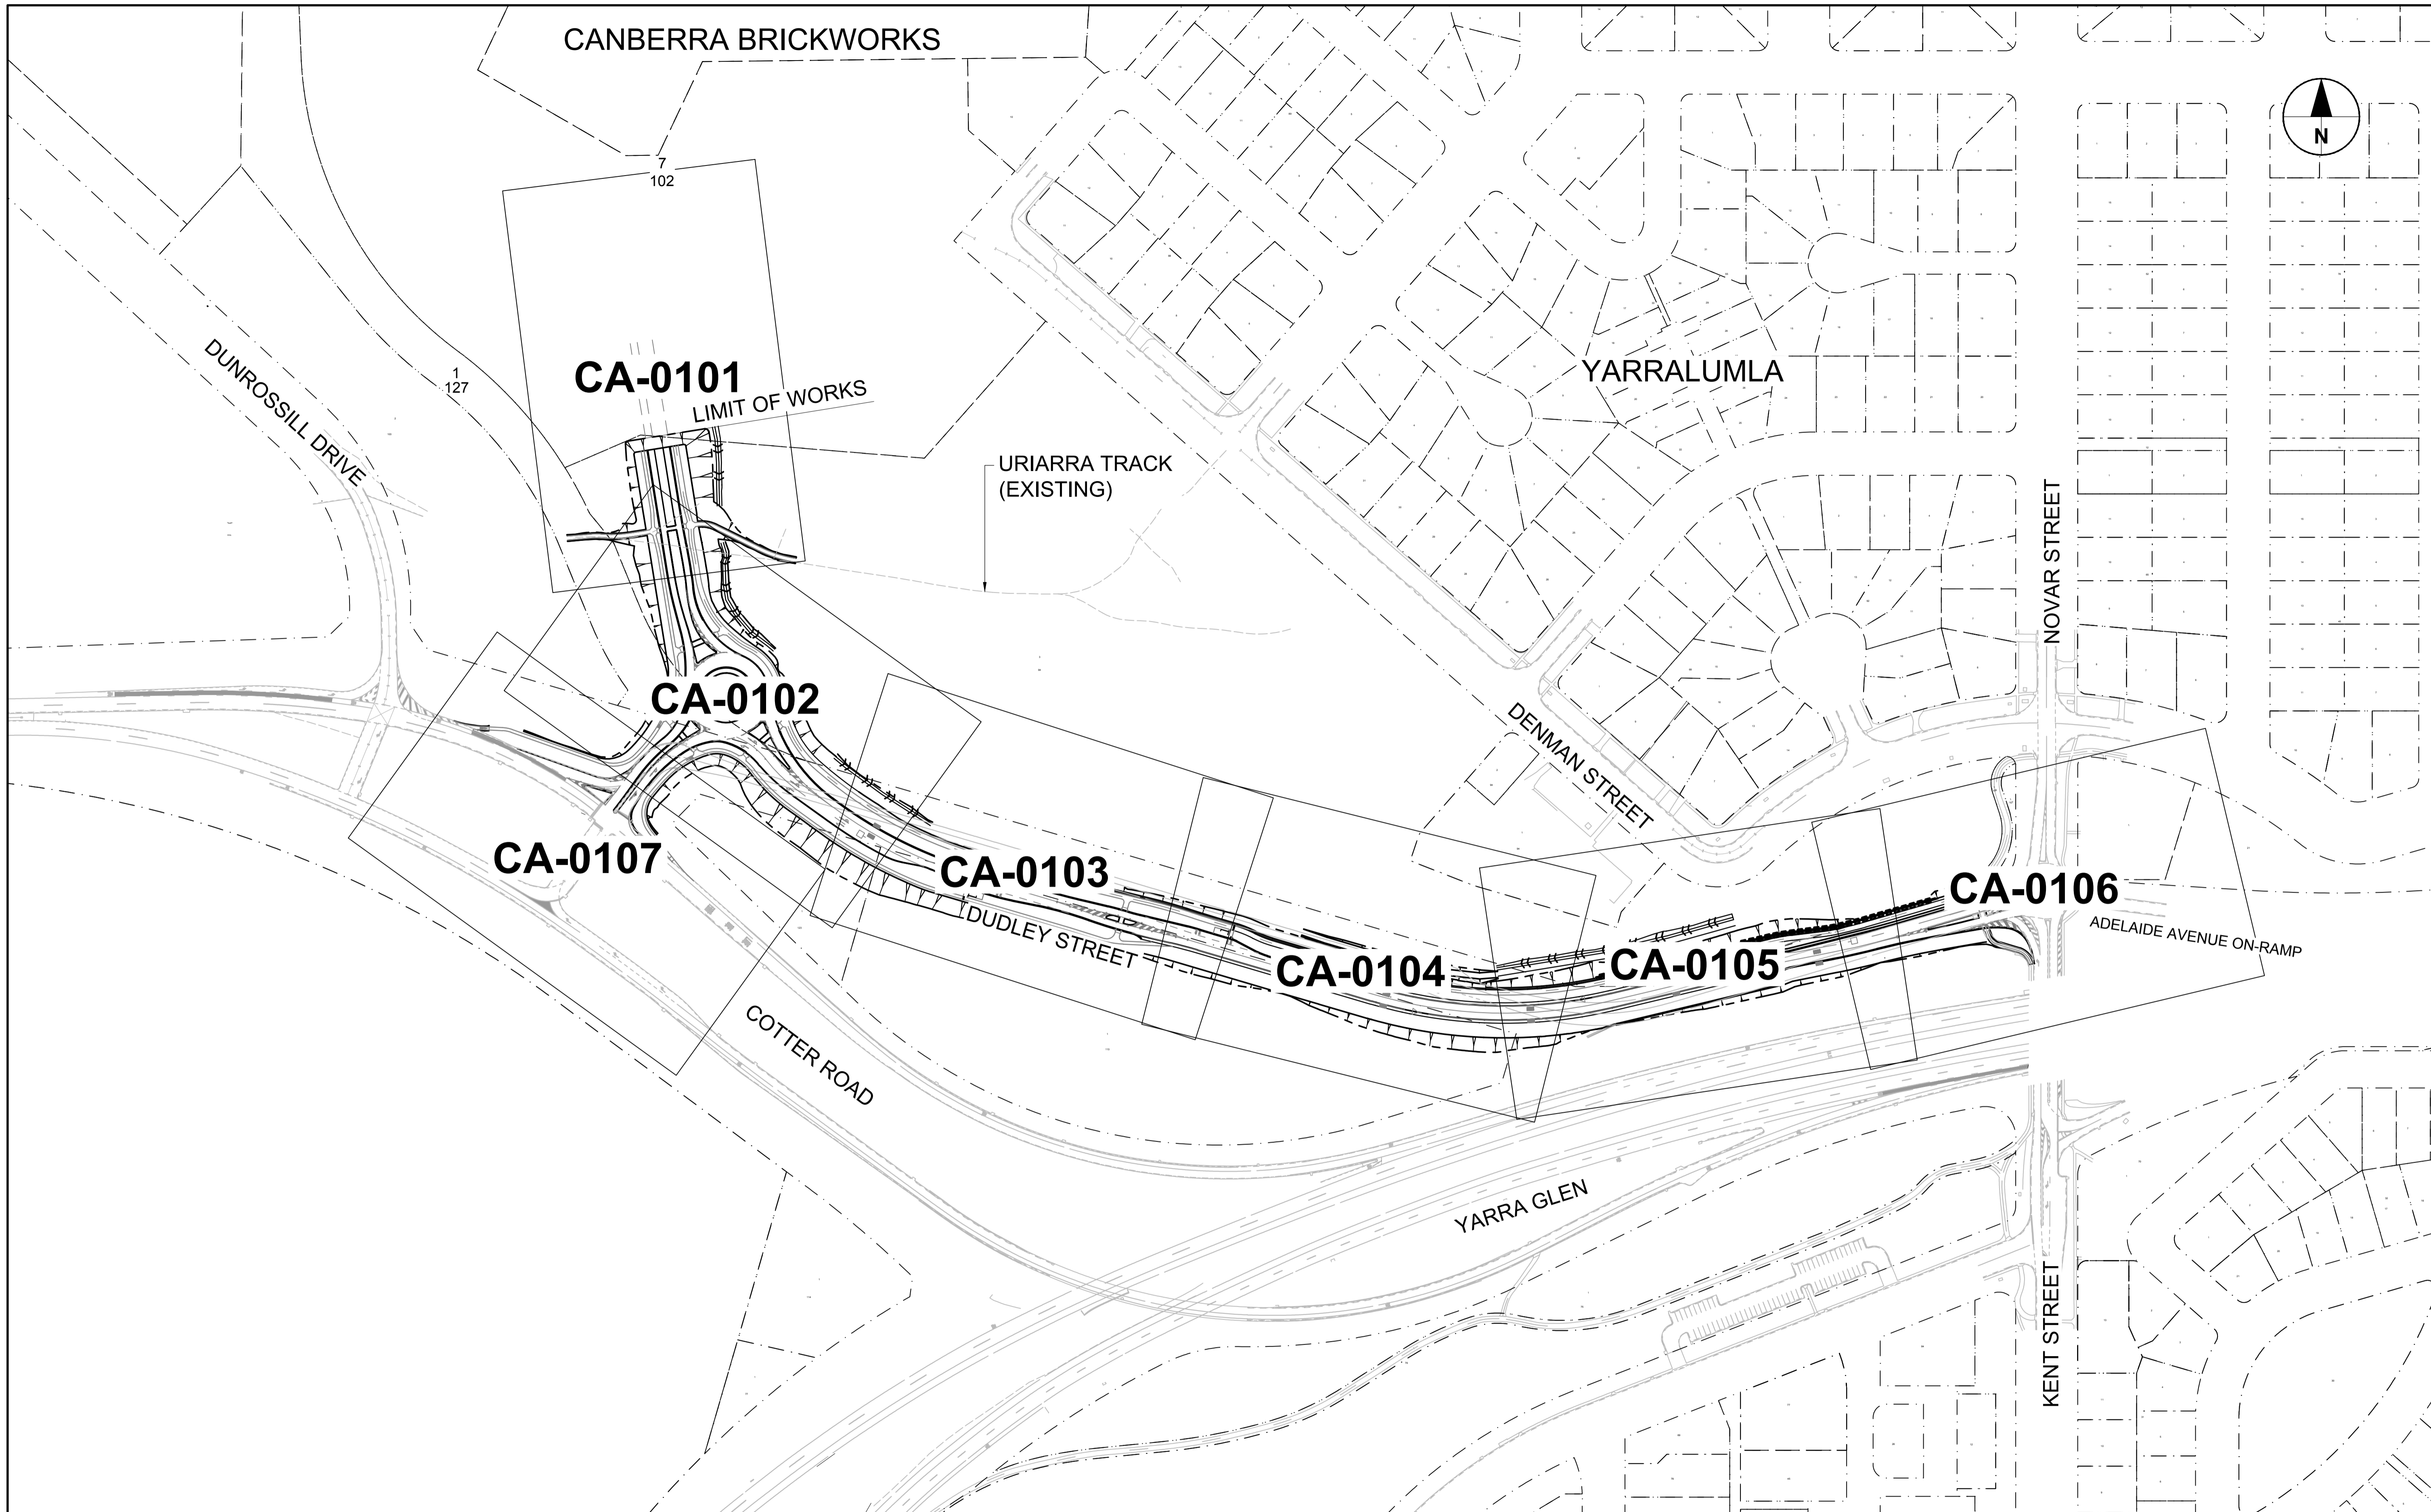 CANBERRA BRICKWORKS
N
7
102
DUNROSSILL DRIVE
1
127
CA-0101
LIMIT OF WORKS
YARRALUMLA
URIARRA TRACK
(EXISTING)
NOVAR STREET
CA-0102
DENMAN STREET
CA-0107
CA-0103
DUDLEY STREET
CA-0104
CA-0105
CA-0106
ADELAIDE AVENUE ON-RAMP
COTTER ROAD
YARRA GLEN
KENT STREET